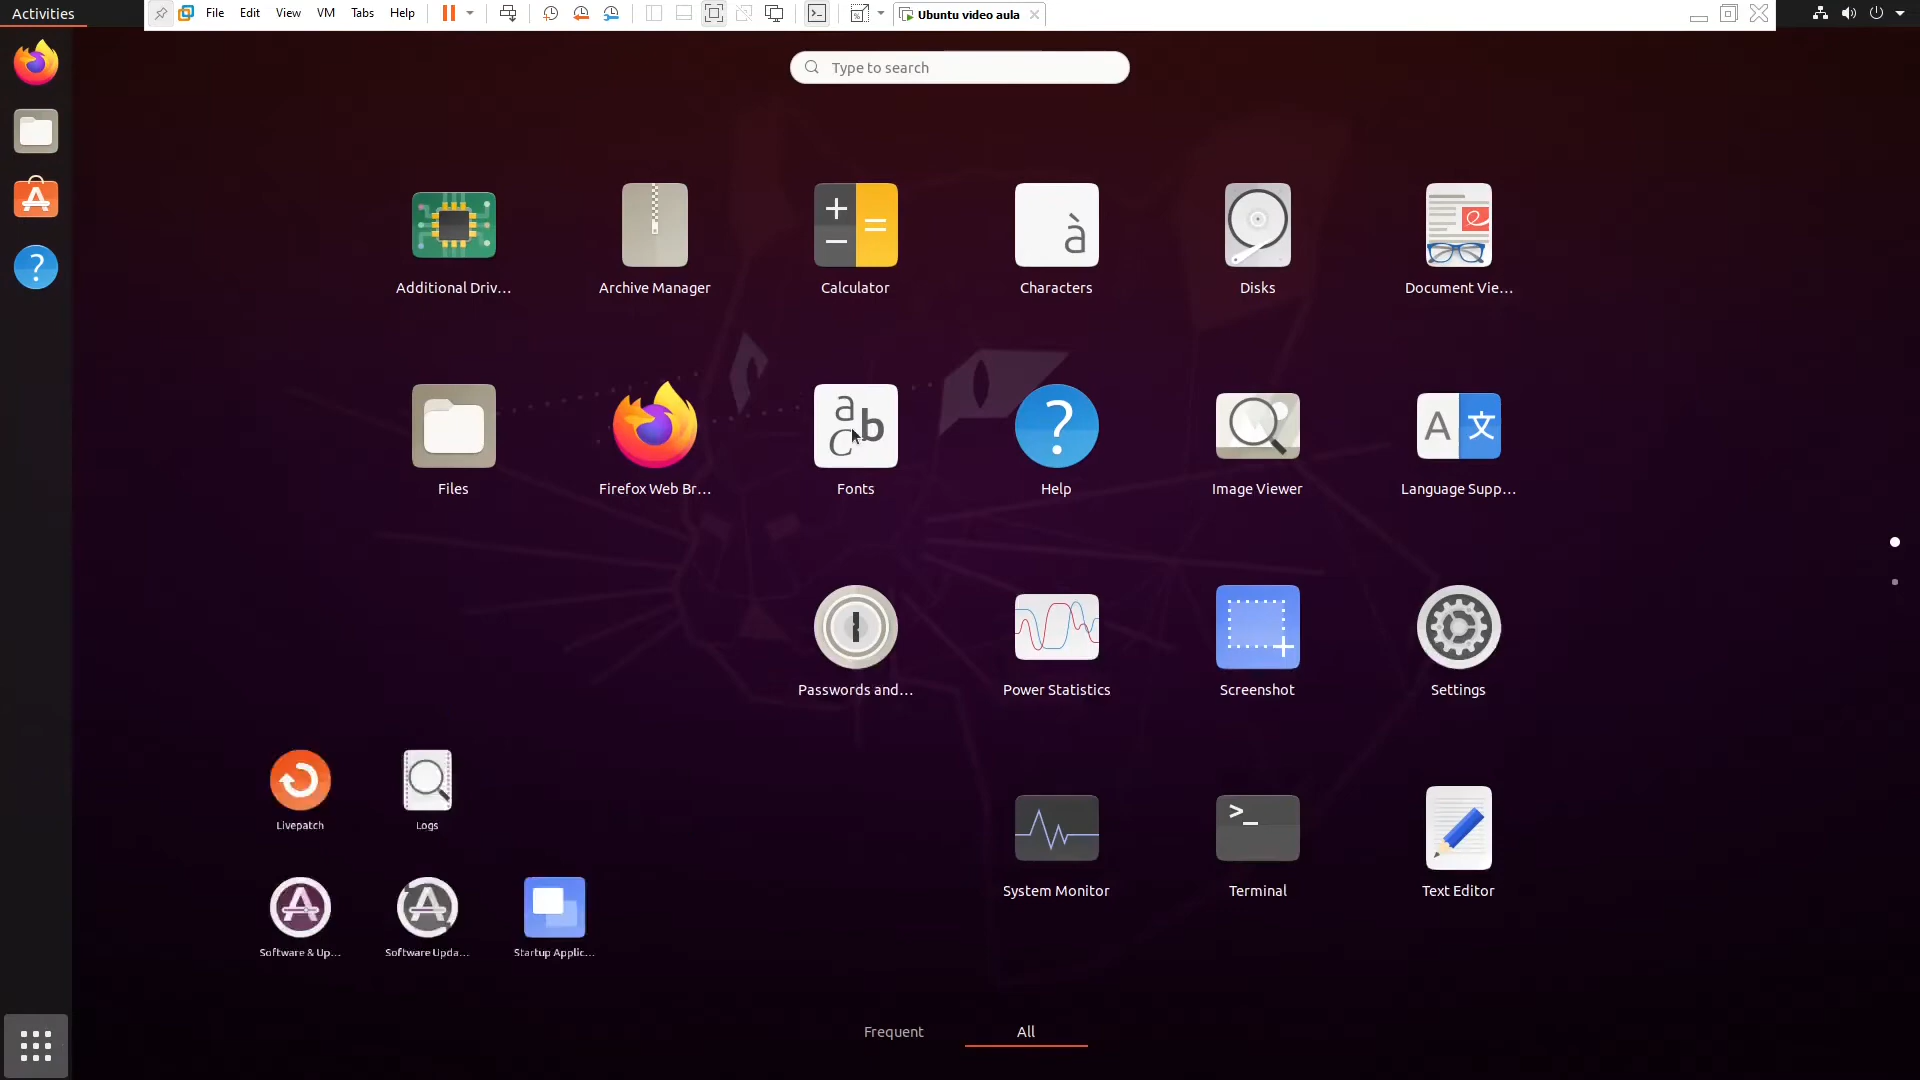 Activities
File Edit View VM Tabs Help Ubuntu video aula
Type to search
Additional Driv... Archive Manager Calculator Characters Disks Document Vie...
Files Firefox Web Br... Fonts Help Image Viewer Language Supp...
Passwords and... Power Statistics Screenshot Settings
Livepatch Logs
System Monitor Terminal Text Editor
Software & Up... Software Upda... Startup Applic...
Frequent All